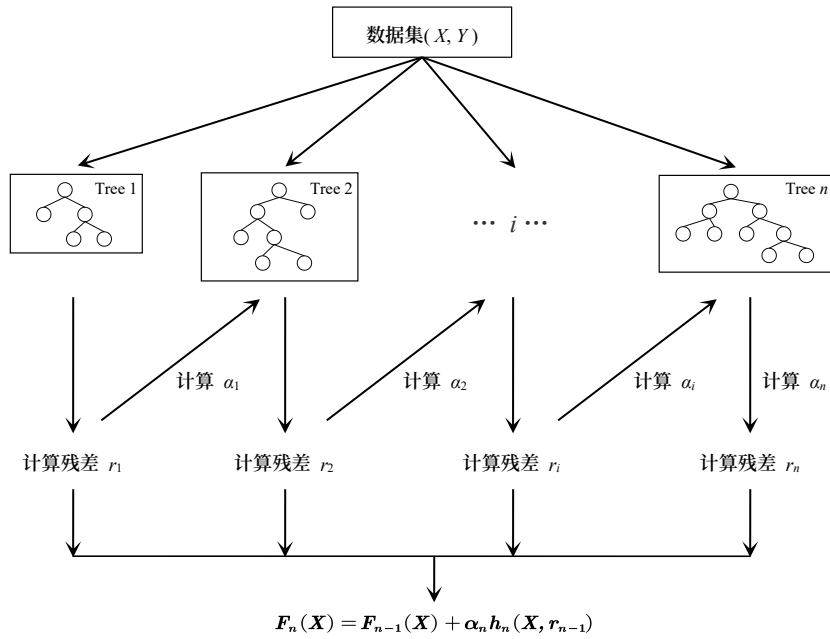 数据集(X, Y)
Tree 1
Tree 2
··· i ···
Tree n
计算 α₁
计算 α₂
计算 αᵢ
计算 αₙ
计算残差 r₁
计算残差 r₂
计算残差 rᵢ
计算残差 rₙ
Fₙ(X) = Fₙ₋₁(X) + αₙhₙ(X, rₙ₋₁)